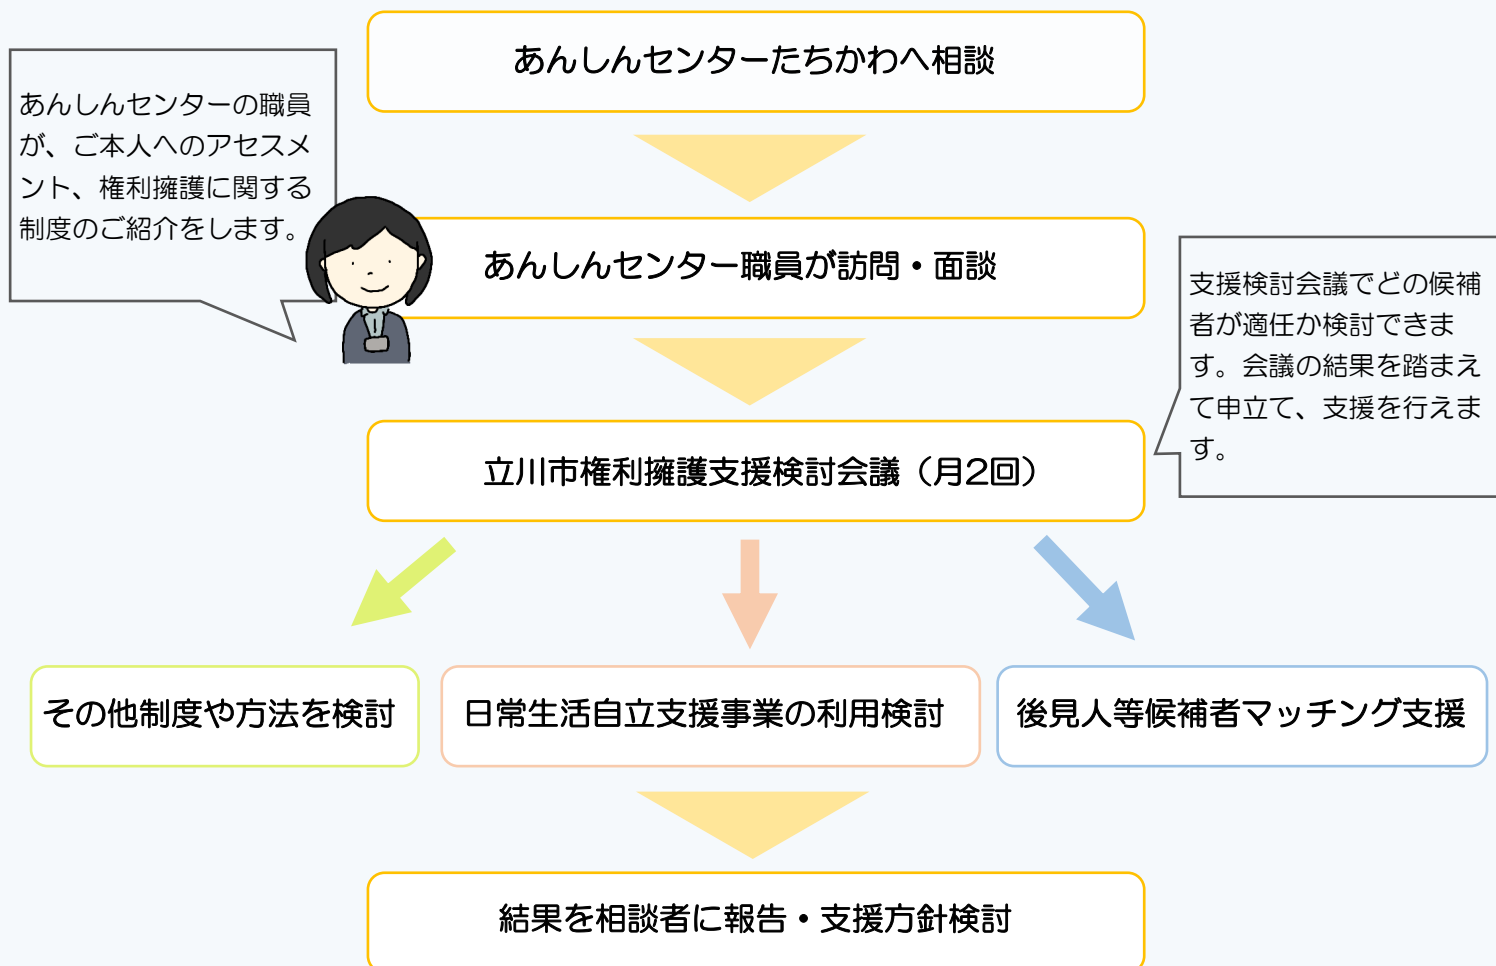 あんしんセンターたちかわへ相談
あんしんセンターの職員
が、ご本人へのアセスメ
ント、権利擁護に関する
制度のご紹介をします。
あんしんセンター職員が訪問・面談
支援検討会議でどの候補
者が適任か検討できま
す。会議の結果を踏まえ
て申立て、支援を行えま
す。
立川市権利擁護支援検討会議（月2回）
その他制度や方法を検討
日常生活自立支援事業の利用検討
後見人等候補者マッチング支援
結果を相談者に報告・支援方針検討